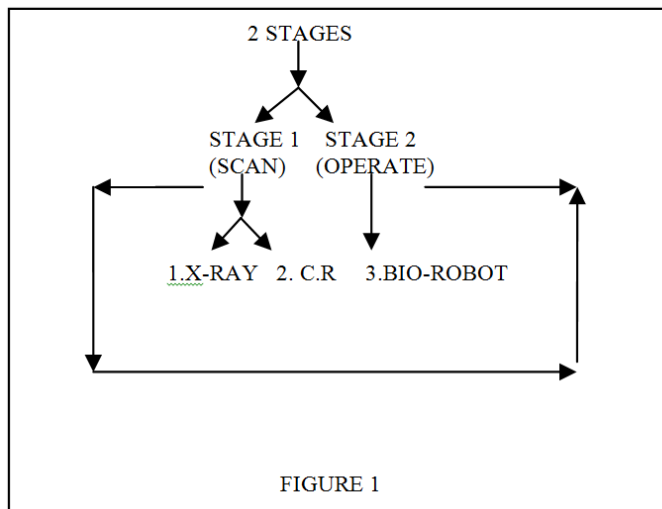 2 STAGES
STAGE 1 STAGE 2
(SCAN) (OPERATE)
1.X-RAY 2. C.R 3.BIO-ROBOT
FIGURE 1